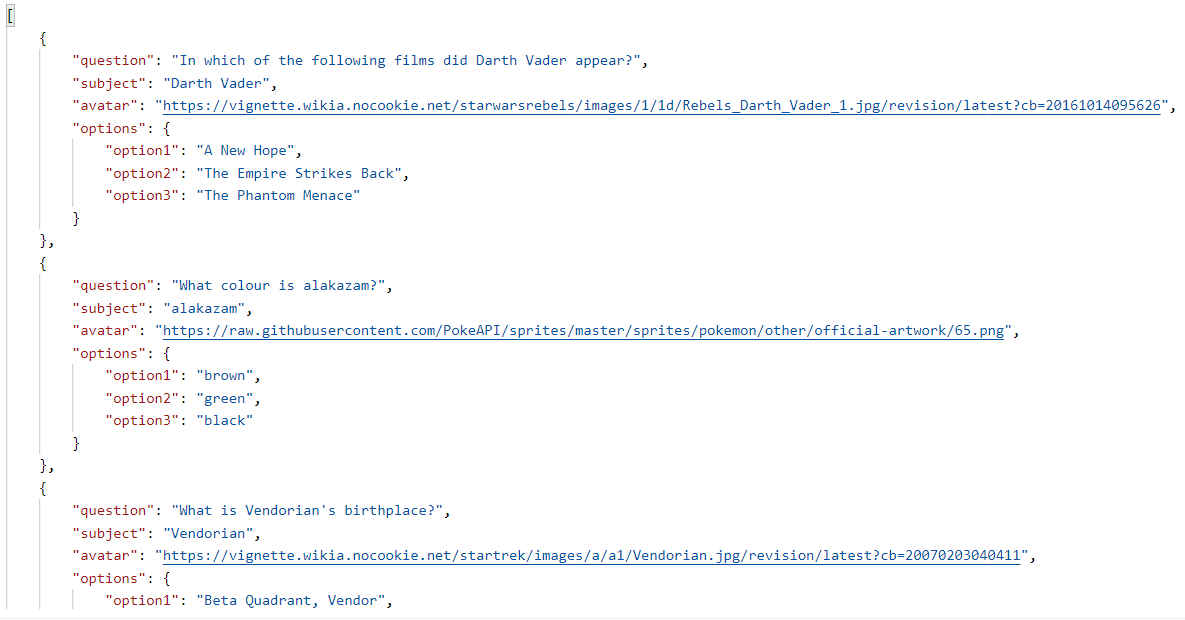 [
{
"question": "In which of the following films did Darth Vader appear?",
"subject": "Darth Vader",
"avatar": "https://vignette.wikia.nocookie.net/starwarsrebels/images/1/1d/Rebels_Darth_Vader_1.jpg/revision/latest?cb=20161014095626",
"options": {
"option1": "A New Hope",
"option2": "The Empire Strikes Back",
"option3": "The Phantom Menace"
}
},
{
"question": "What colour is alakazam?",
"subject": "alakazam",
"avatar": "https://raw.githubusercontent.com/PokeAPI/sprites/master/sprites/pokemon/other/official-artwork/65.png",
"options": {
"option1": "brown",
"option2": "green",
"option3": "black"
}
},
{
"question": "What is Vendorian's birthplace?",
"subject": "Vendorian",
"avatar": "https://vignette.wikia.nocookie.net/startrek/images/a/a1/Vendorian.jpg/revision/latest?cb=20070203040411",
"options": {
"option1": "Beta Quadrant, Vendor",